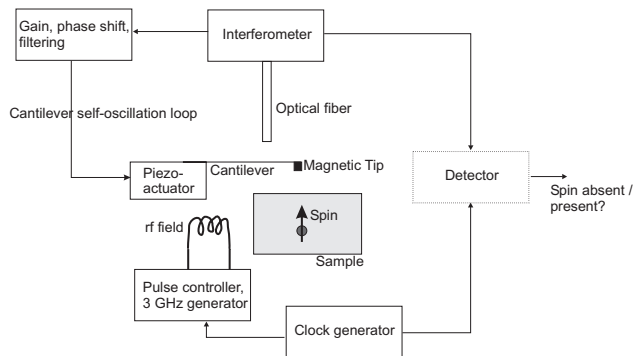 Gain, phase shift,
filtering
Interferometer
Optical fiber
Cantilever self-oscillation loop
Piezo-
actuator
Cantilever
Magnetic Tip
Detector
Spin absent /
present?
Spin
rf field
Sample
Pulse controller,
3 GHz generator
Clock generator